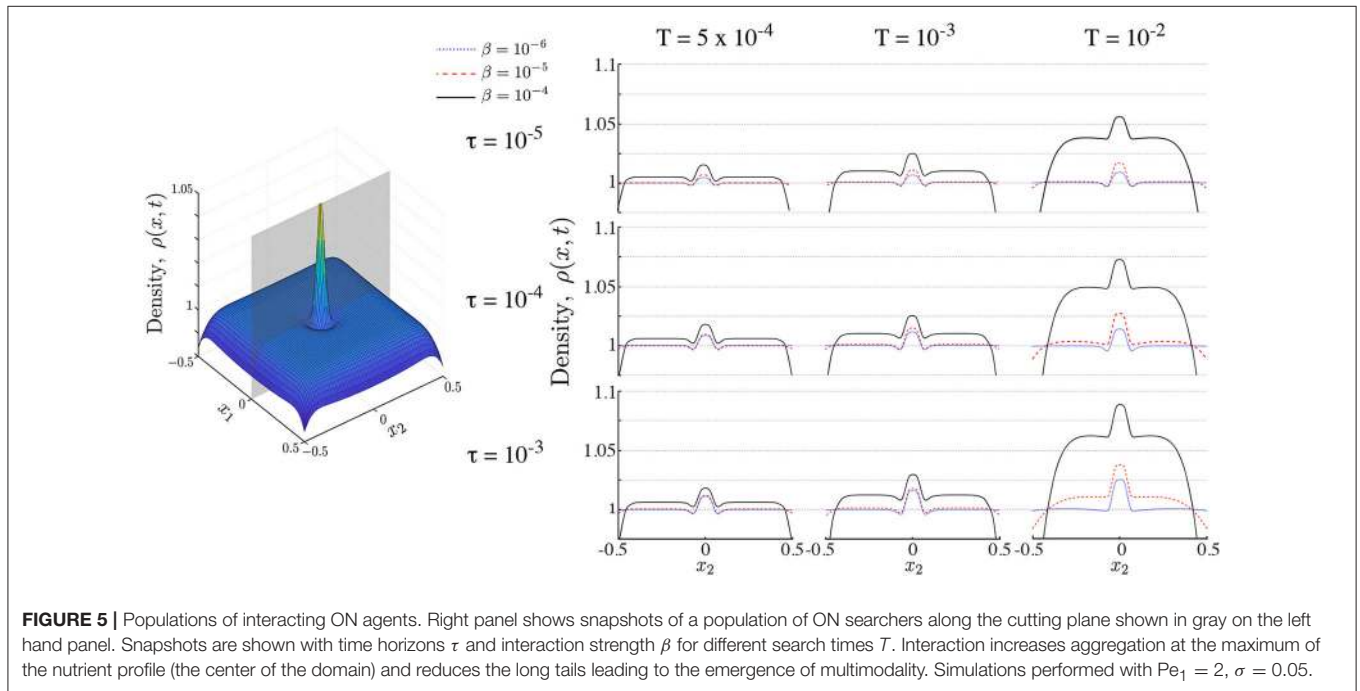 T = 5 x 10⁻⁴ T = 10⁻³ T = 10⁻²
β = 10⁻⁶
β = 10⁻⁵
β = 10⁻⁴
τ = 10⁻⁵
τ = 10⁻⁴
τ = 10⁻³
Density, ρ(x, t)
1.05
1
−0.5
0
0.5
x₁
−0.5
0
0.5
x₂
Density, ρ(x, t)
1.1
1.05
1
1.1
1.05
1
1.1
1.05
1
-0.5 0 0.5 -0.5 0 0.5 -0.5 0 0.5
x₂ x₂ x₂
FIGURE 5 | Populations of interacting ON agents. Right panel shows snapshots of a population of ON searchers along the cutting plane shown in gray on the left
hand panel. Snapshots are shown with time horizons τ and interaction strength β for different search times T. Interaction increases aggregation at the maximum of
the nutrient profile (the center of the domain) and reduces the long tails leading to the emergence of multimodality. Simulations performed with Pe₁ = 2, σ = 0.05.